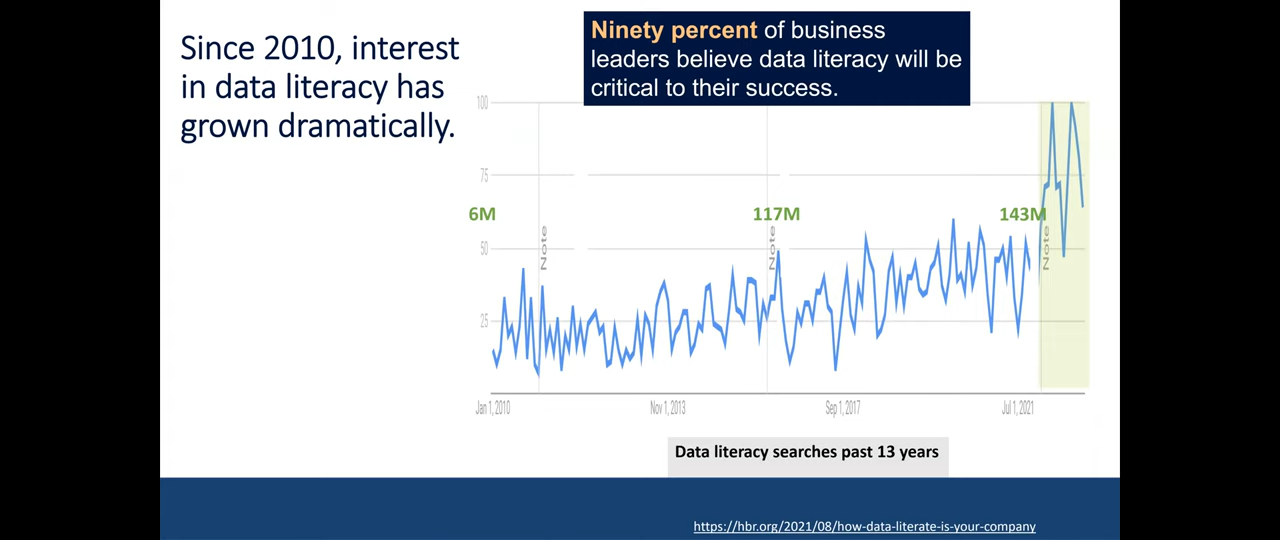 Since 2010, interest
in data literacy has
grown dramatically.
Ninety percent of business
leaders believe data literacy will be
critical to their success.
100
75
6M
117M
143M
50
Note
Note
Note
25
Jan 1, 2010
Nov 1, 2013
Sep 1, 2017
Jul 1, 2021
Data literacy searches past 13 years
https://hbr.org/2021/08/how-data-literate-is-your-company